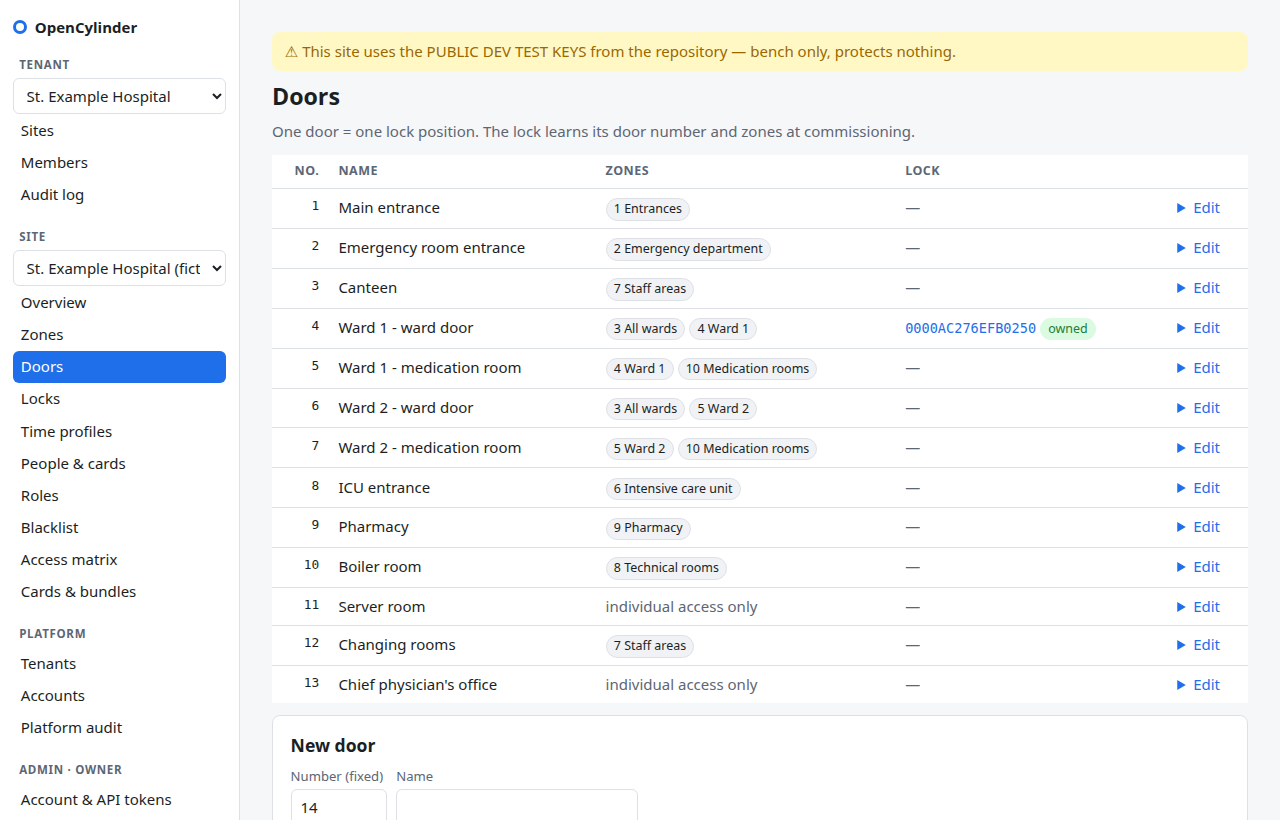 OpenCylinder
TENANT
St. Example Hospital
Sites
Members
Audit log
SITE
St. Example Hospital (fict
Overview
Zones
Doors
Locks
Time profiles
People & cards
Roles
Blacklist
Access matrix
Cards & bundles
PLATFORM
Tenants
Accounts
Platform audit
ADMIN · OWNER
Account & API tokens
⚠ This site uses the PUBLIC DEV TEST KEYS from the repository — bench only, protects nothing.
Doors
One door = one lock position. The lock learns its door number and zones at commissioning.
NO. NAME ZONES LOCK
1 Main entrance 1 Entrances — ▶ Edit
2 Emergency room entrance 2 Emergency department — ▶ Edit
3 Canteen 7 Staff areas — ▶ Edit
4 Ward 1 - ward door 3 All wards 4 Ward 1 0000AC276EFB0250 owned ▶ Edit
5 Ward 1 - medication room 4 Ward 1 10 Medication rooms — ▶ Edit
6 Ward 2 - ward door 3 All wards 5 Ward 2 — ▶ Edit
7 Ward 2 - medication room 5 Ward 2 10 Medication rooms — ▶ Edit
8 ICU entrance 6 Intensive care unit — ▶ Edit
9 Pharmacy 9 Pharmacy — ▶ Edit
10 Boiler room 8 Technical rooms — ▶ Edit
11 Server room individual access only — ▶ Edit
12 Changing rooms 7 Staff areas — ▶ Edit
13 Chief physician's office individual access only — ▶ Edit
New door
Number (fixed) Name
14